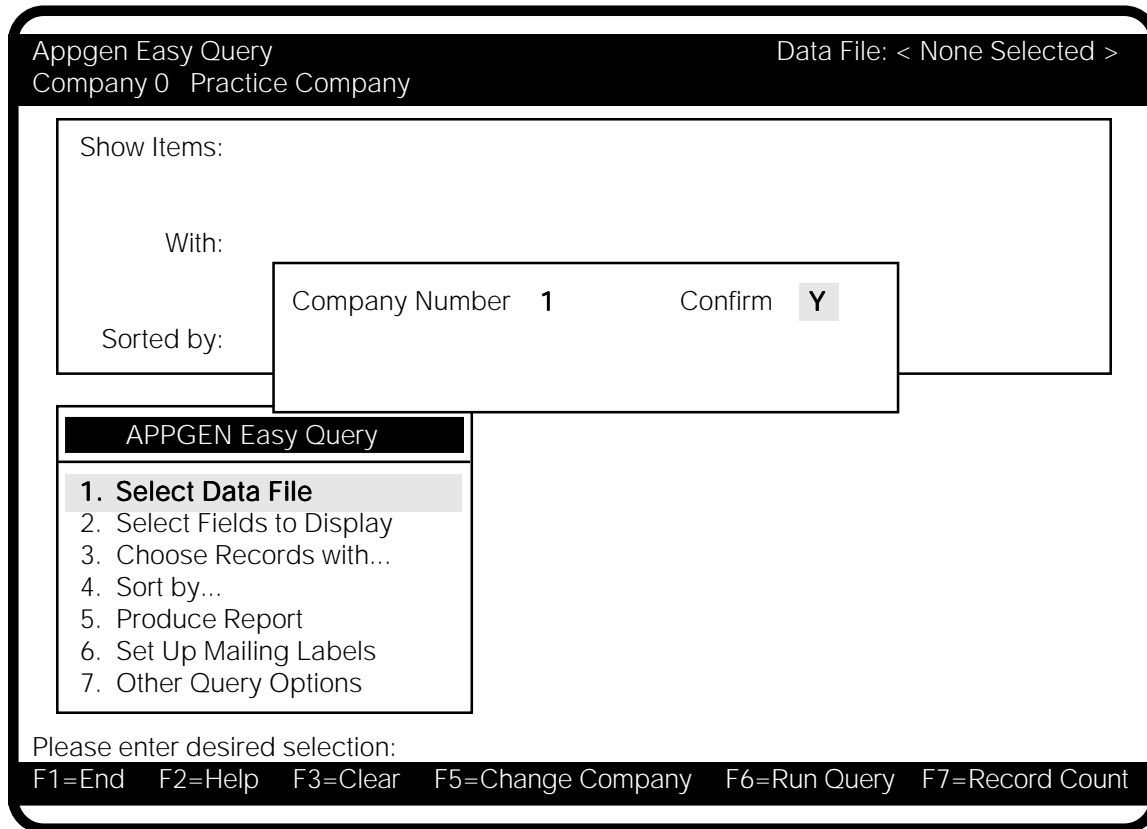 Appgen Easy Query Data File: < None Selected >
Company 0 Practice Company
Show Items:
With:
Company Number 1 Confirm Y
Sorted by:
APPGEN Easy Query
1. Select Data File
2. Select Fields to Display
3. Choose Records with...
4. Sort by...
5. Produce Report
6. Set Up Mailing Labels
7. Other Query Options
Please enter desired selection:
F1=End F2=Help F3=Clear F5=Change Company F6=Run Query F7=Record Count